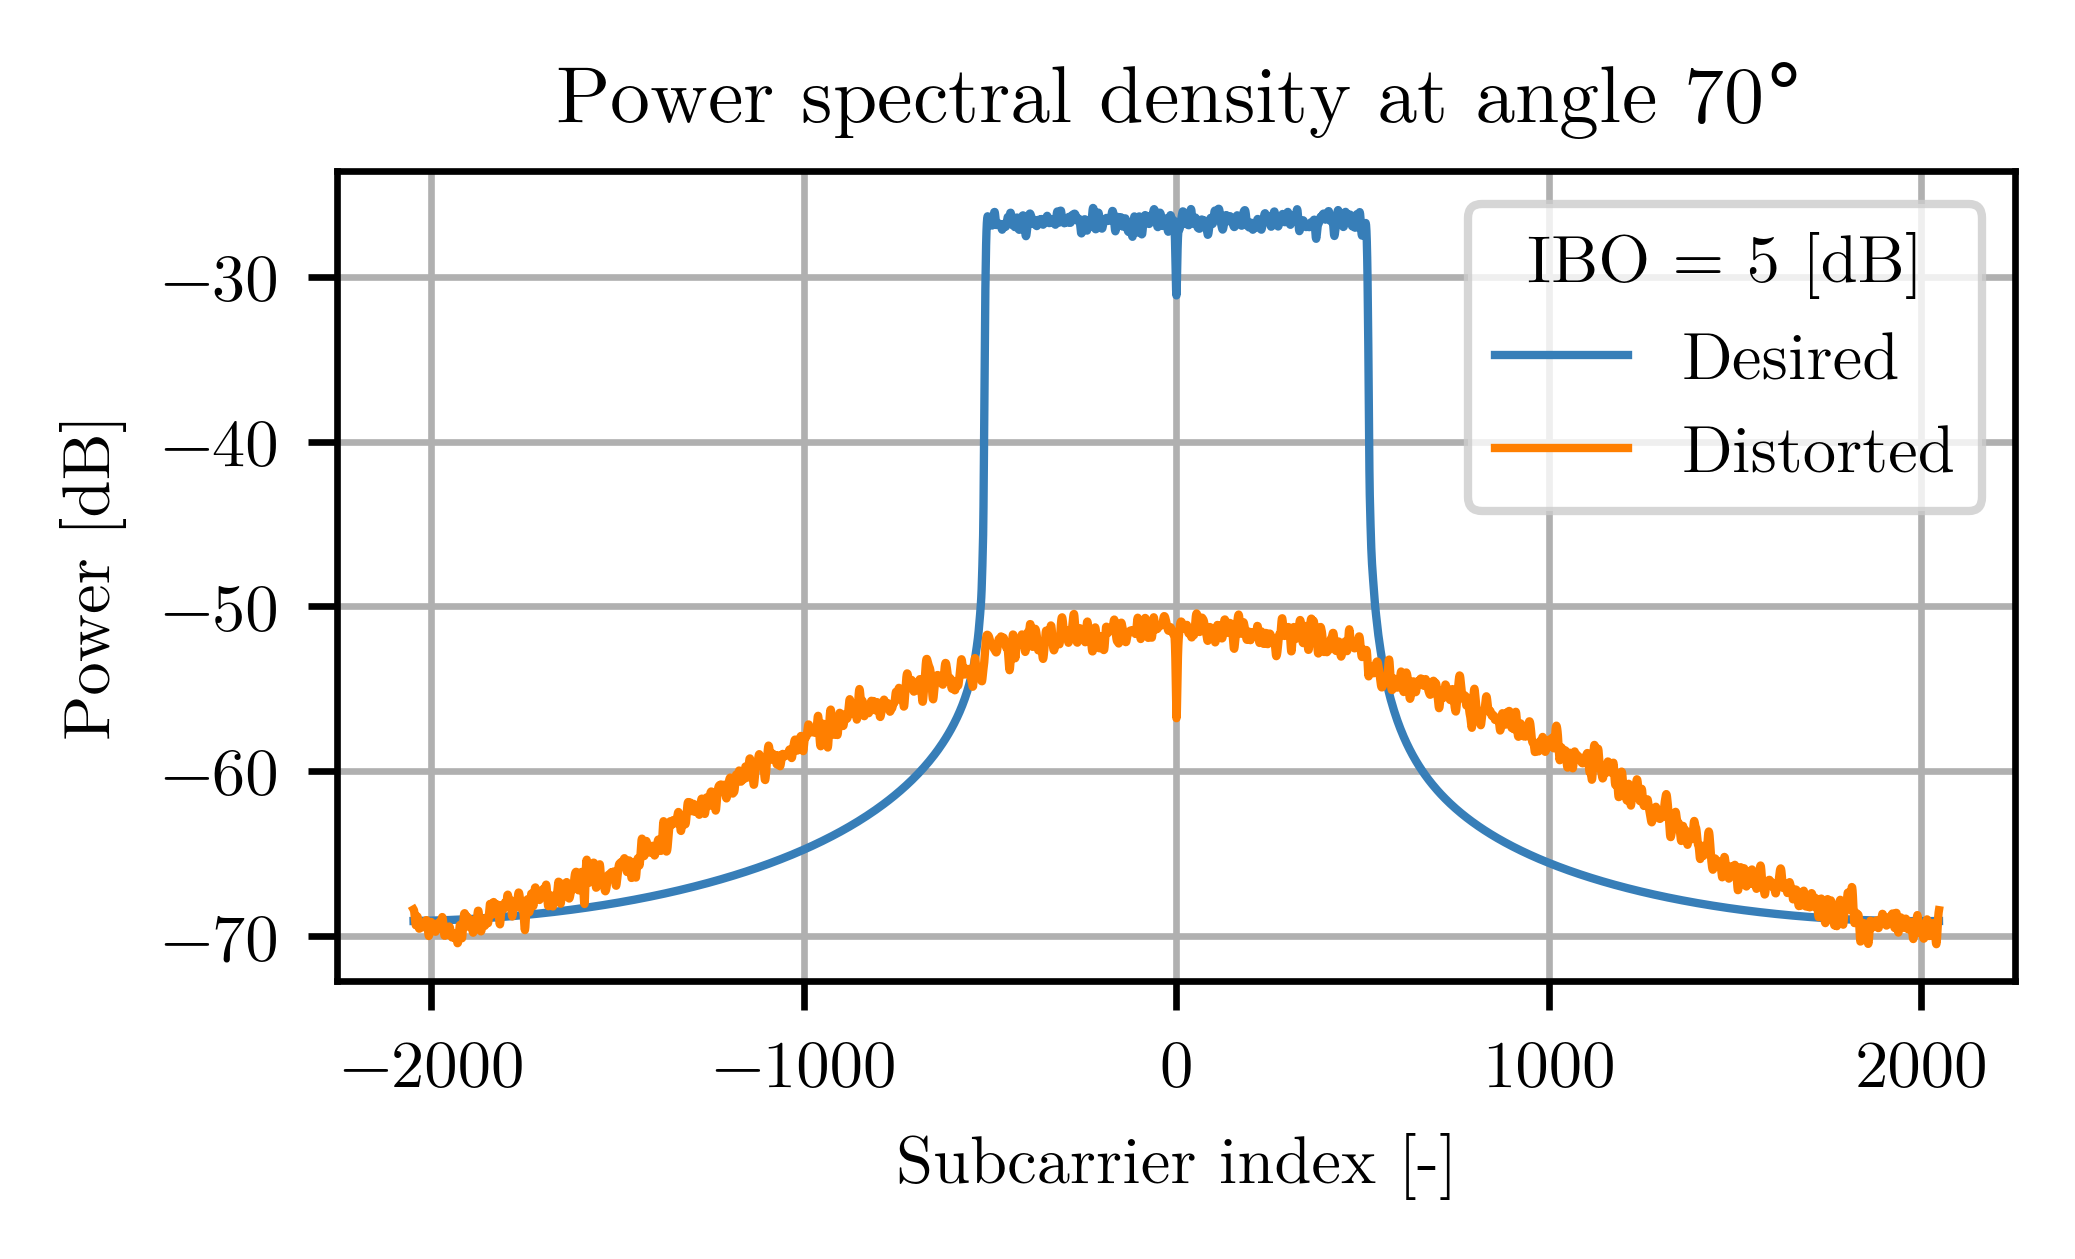 Power spectral density at angle 70°
Power [dB]
−30
−40
−50
−60
−70
IBO = 5 [dB]
Desired
Distorted
−2000 −1000 0 1000 2000
Subcarrier index [-]